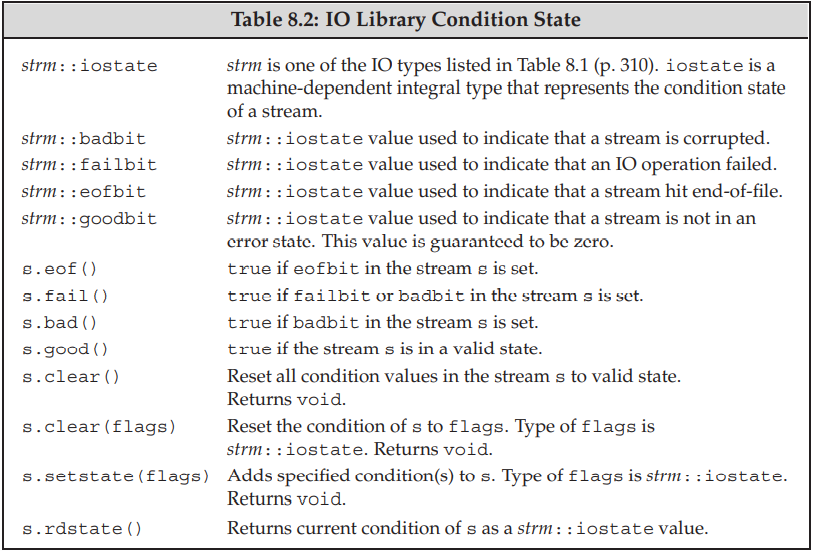 Table 8.2: IO Library Condition State
strm::iostate strm is one of the IO types listed in Table 8.1 (p. 310). iostate is a
machine-dependent integral type that represents the condition state
of a stream.
strm::badbit strm::iostate value used to indicate that a stream is corrupted.
strm::failbit strm::iostate value used to indicate that an IO operation failed.
strm::eofbit strm::iostate value used to indicate that a stream hit end-of-file.
strm::goodbit strm::iostate value used to indicate that a stream is not in an
error state. This value is guaranteed to be zero.
s.eof() true if eofbit in the stream s is set.
s.fail() true if failbit or badbit in the stream s is set.
s.bad() true if badbit in the stream s is set.
s.good() true if the stream s is in a valid state.
s.clear() Reset all condition values in the stream s to valid state.
Returns void.
s.clear(flags) Reset the condition of s to flags. Type of flags is
strm::iostate. Returns void.
s.setstate(flags) Adds specified condition(s) to s. Type of flags is strm::iostate.
Returns void.
s.rdstate() Returns current condition of s as a strm::iostate value.